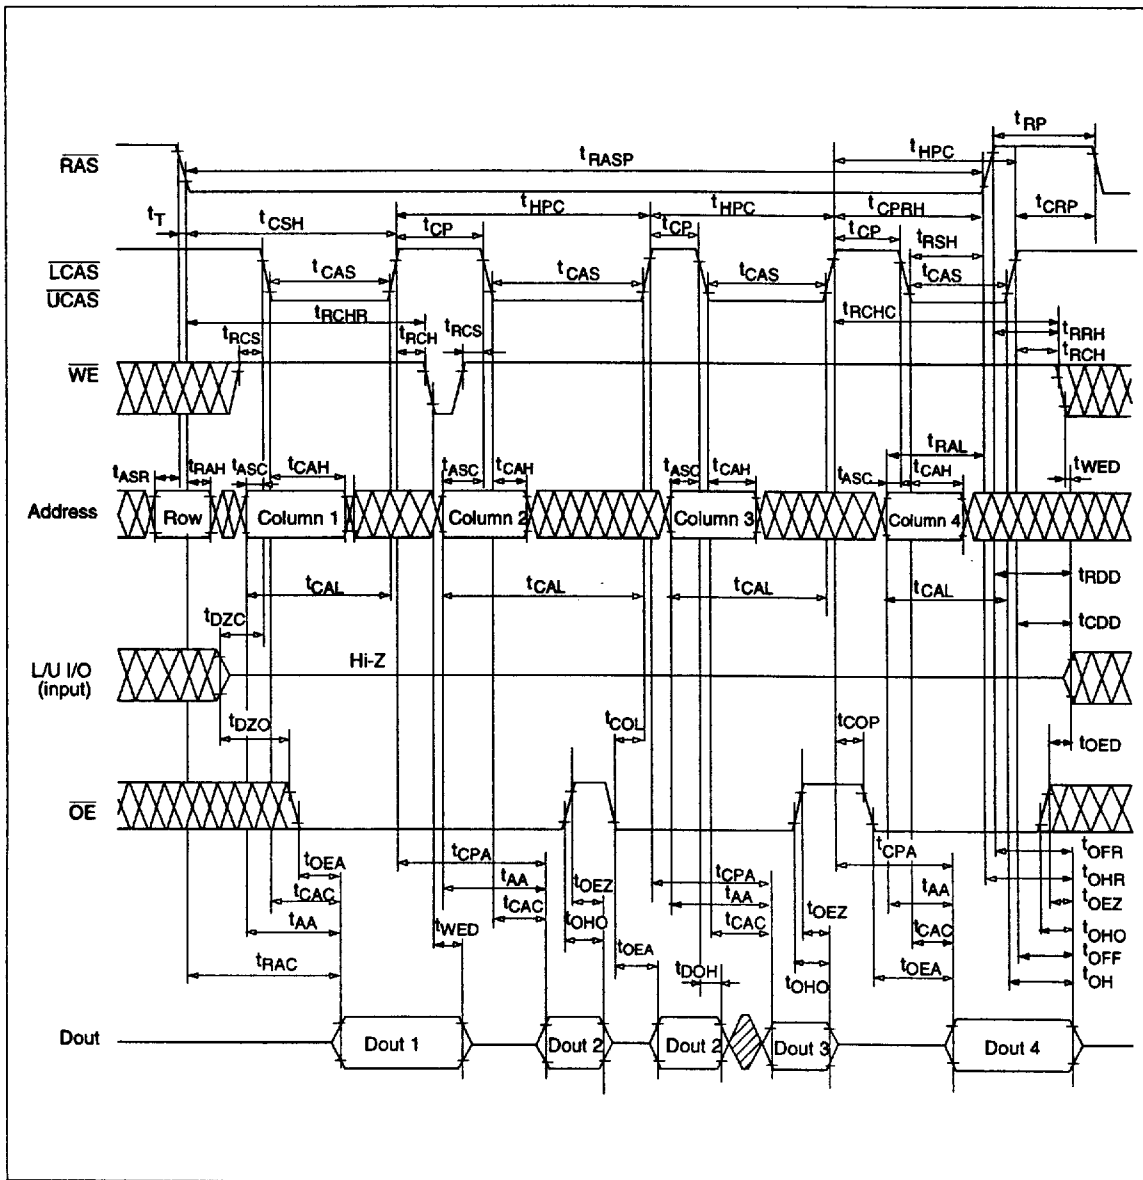 tRP
tHPC
RAS
tRASP
tHPC tHPC tCPRH
tT tCSH tCP tCP tCP tRSH tCRP
LCAS
UCAS
tCAS tCAS tCAS tCAS
tRCHR tRCHC
tRCS tRCH tRCS tRRH
tRCH
WE
tRAL
tASR tRAH tASC tCAH tASC tCAH tASC tCAH tASC tCAH tWED
Address Row Column 1 Column 2 Column 3 Column 4
tRDD
tCAL tCAL tCAL tCAL
tCDD
tDZC
L/U I/O
(input)
Hi-Z
tDZO tCOL tCOP tOED
OE
tOEA tCPA tCPA tCPA tOFR
tCAC tAA tOEZ tAA tOEZ tAA tOHR
tAA tCAC tOHO tCAC tCAC tOEZ
tRAC tWED tOEA tDOH tOHO tOEA tOHO
tOFF
tOH
Dout Dout 1 Dout 2 Dout 2 Dout 3 Dout 4